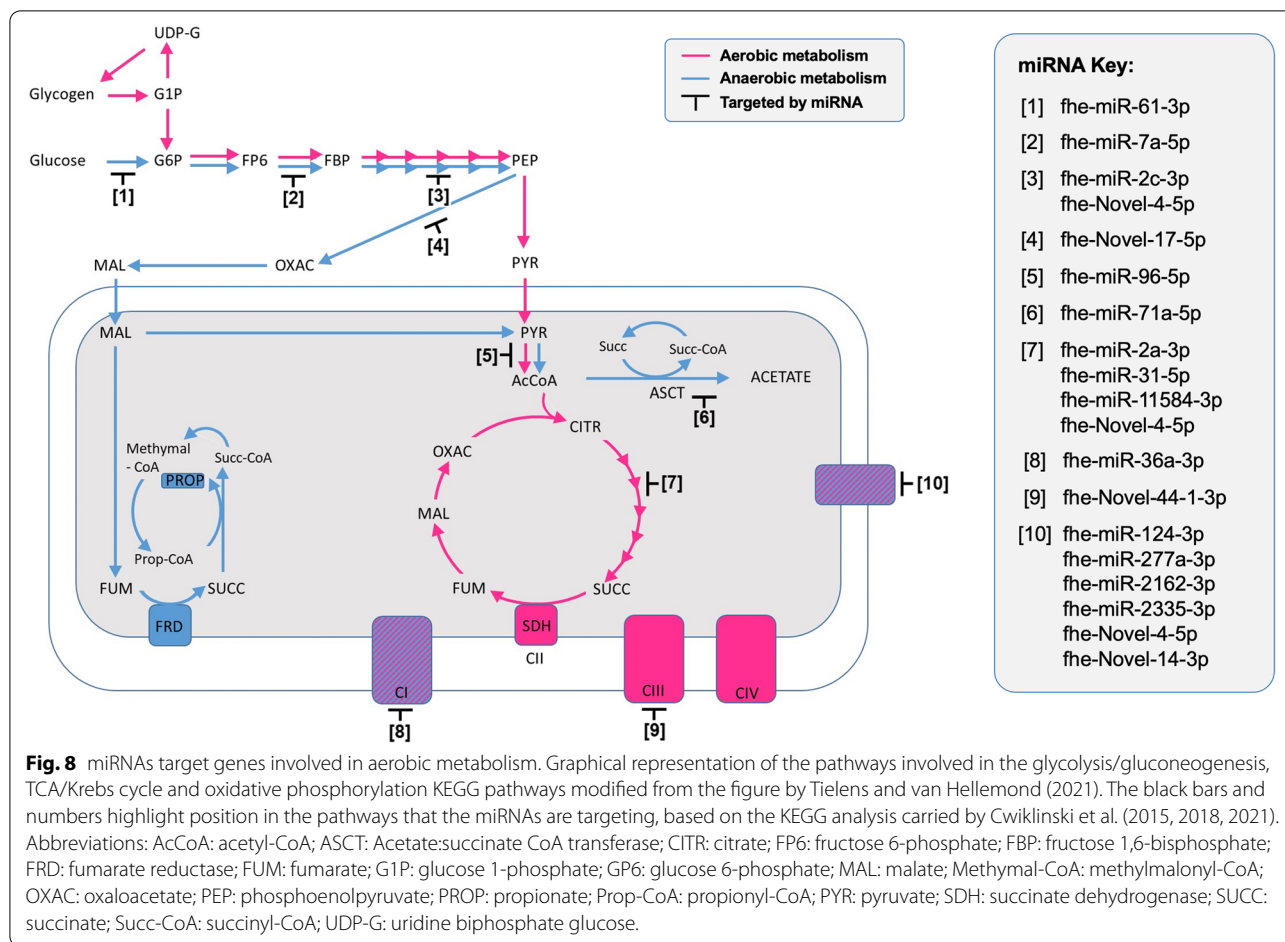 UDP-G
Glycogen
G1P
Glucose
G6P
FP6
FBP
PEP
[1]
[2]
[3]
[4]
MAL
OXAC
PYR
Aerobic metabolism
Anaerobic metabolism
Targeted by miRNA
MAL
PYR
[5]
AcCoA
Succ
Succ-CoA
ASCT
ACETATE
[6]
CITR
OXAC
[7]
MAL
FUM
SUCC
Methymal
- CoA
Succ-CoA
PROP
Prop-CoA
FUM
SUCC
FRD
SDH
CII
CI
CIII
CIV
[8]
[9]
[10]
miRNA Key:
[1] fhe-miR-61-3p
[2] fhe-miR-7a-5p
[3] fhe-miR-2c-3p
fhe-Novel-4-5p
[4] fhe-Novel-17-5p
[5] fhe-miR-96-5p
[6] fhe-miR-71a-5p
[7] fhe-miR-2a-3p
fhe-miR-31-5p
fhe-miR-11584-3p
fhe-Novel-4-5p
[8] fhe-miR-36a-3p
[9] fhe-Novel-44-1-3p
[10] fhe-miR-124-3p
fhe-miR-277a-3p
fhe-miR-2162-3p
fhe-miR-2335-3p
fhe-Novel-4-5p
fhe-Novel-14-3p
Fig. 8 miRNAs target genes involved in aerobic metabolism. Graphical representation of the pathways involved in the glycolysis/gluconeogenesis,
TCA/Krebs cycle and oxidative phosphorylation KEGG pathways modified from the figure by Tielens and van Hellemond (2021). The black bars and
numbers highlight position in the pathways that the miRNAs are targeting, based on the KEGG analysis carried by Cwiklinski et al. (2015, 2018, 2021).
Abbreviations: AcCoA: acetyl-CoA; ASCT: Acetate:succinate CoA transferase; CITR: citrate; FP6: fructose 6-phosphate; FBP: fructose 1,6-bisphosphate;
FRD: fumarate reductase; FUM: fumarate; G1P: glucose 1-phosphate; GP6: glucose 6-phosphate; MAL: malate; Methymal-CoA: methylmalonyl-CoA;
OXAC: oxaloacetate; PEP: phosphoenolpyruvate; PROP: propionate; Prop-CoA: propionyl-CoA; PYR: pyruvate; SDH: succinate dehydrogenase; SUCC:
succinate; Succ-CoA: succinyl-CoA; UDP-G: uridine biphosphate glucose.